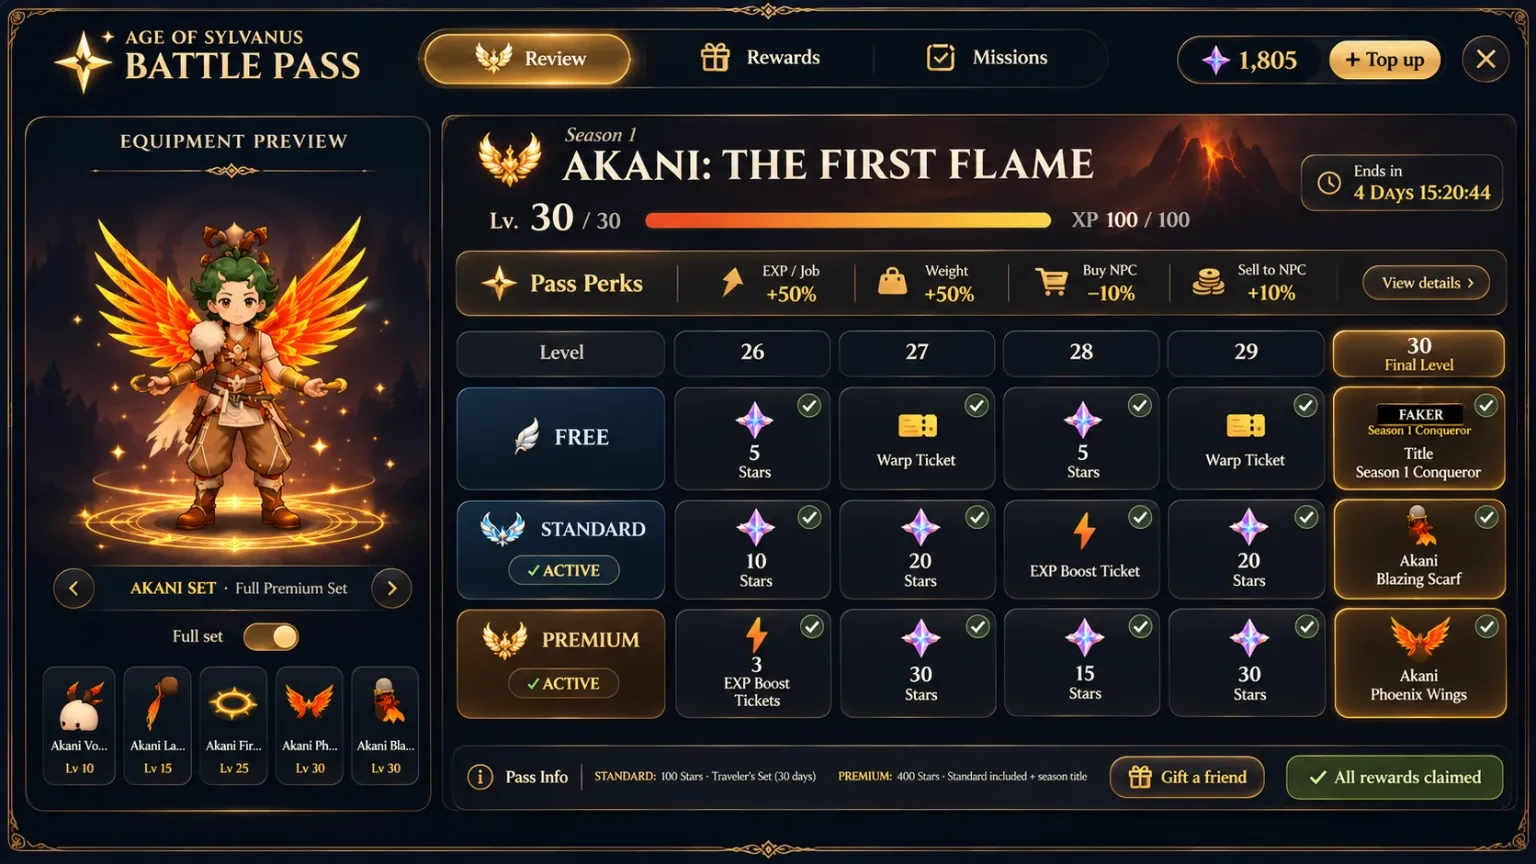 AGE OF SYLVANUS
BATTLE PASS
Review
Rewards
Missions
1,805
+ Top up
EQUIPMENT PREVIEW
AKANI SET · Full Premium Set
Full set
Akani Vo...
Lv 10
Akani La...
Lv 15
Akani Fir...
Lv 25
Akani Ph...
Lv 30
Akani Bla...
Lv 30
Season 1
AKANI: THE FIRST FLAME
Ends in
4 Days 15:20:44
Lv. 30 / 30
XP 100 / 100
Pass Perks
EXP / Job
+50%
Weight
+50%
Buy NPC
−10%
Sell to NPC
+10%
View details ›
Level
26
27
28
29
30
Final Level
FREE
5
Stars
Warp Ticket
5
Stars
Warp Ticket
FAKER
Season 1 Conqueror
Title
Season 1 Conqueror
STANDARD
✓ ACTIVE
10
Stars
20
Stars
EXP Boost Ticket
20
Stars
Akani
Blazing Scarf
PREMIUM
✓ ACTIVE
3
EXP Boost
Tickets
30
Stars
15
Stars
30
Stars
Akani
Phoenix Wings
Pass Info
STANDARD: 100 Stars · Traveler's Set (30 days)
PREMIUM: 400 Stars · Standard included + season title
Gift a friend
✓ All rewards claimed